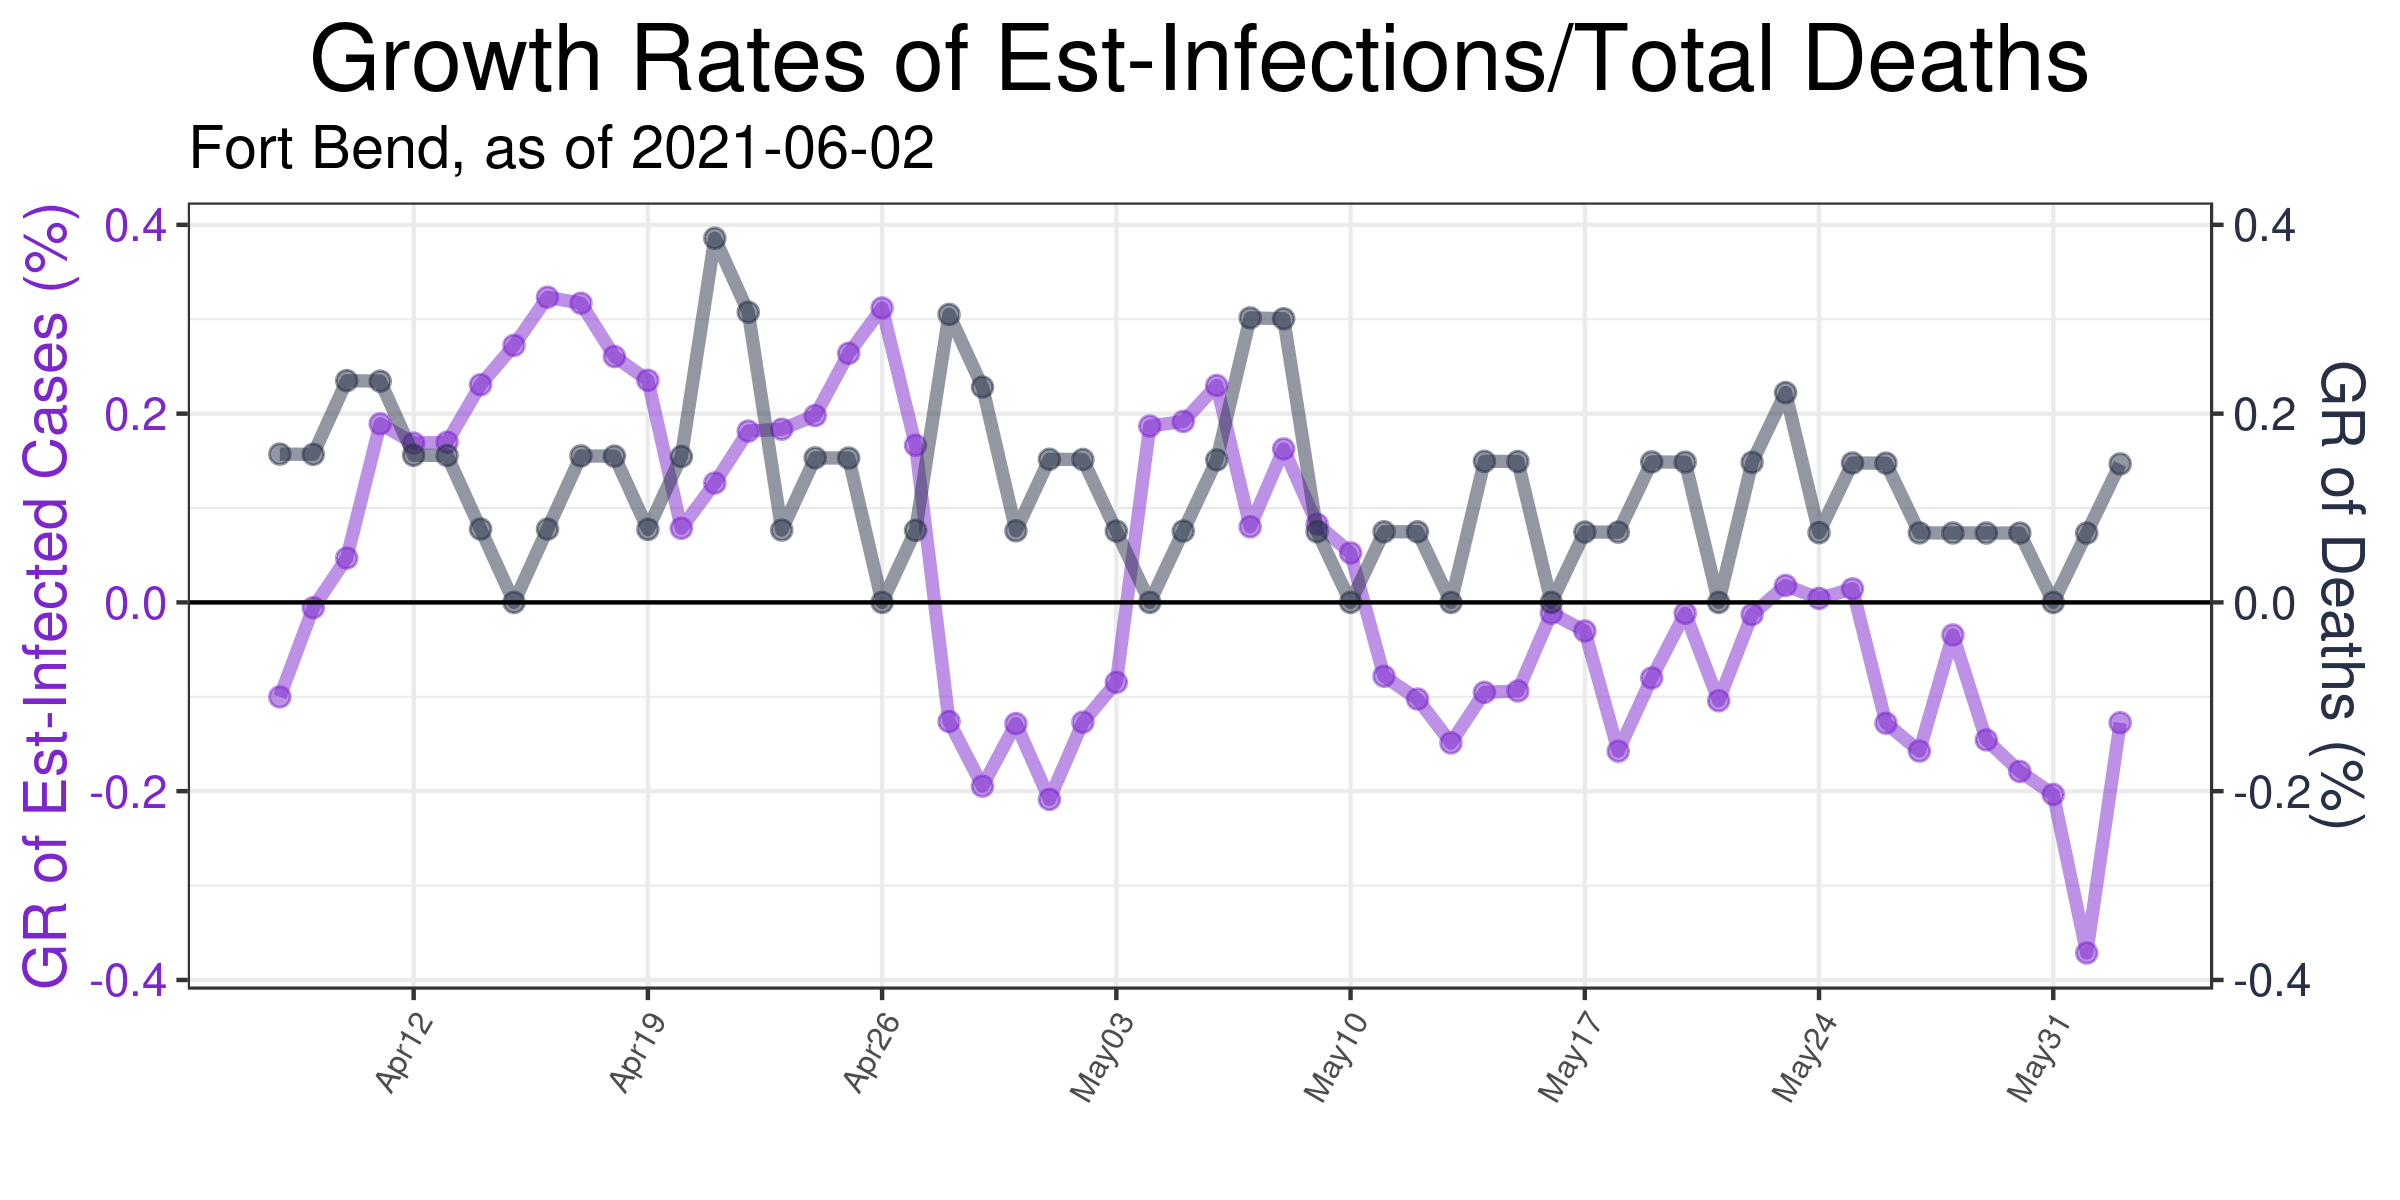 Growth Rates of Est-Infections/Total Deaths
Fort Bend, as of 2021-06-02
GR of Est-Infected Cases (%)
0.4
0.2
0.0
-0.2
-0.4
0.4
0.2
0.0
-0.2
-0.4
GR of Deaths (%)
Apr12
Apr19
Apr26
May03
May10
May17
May24
May31